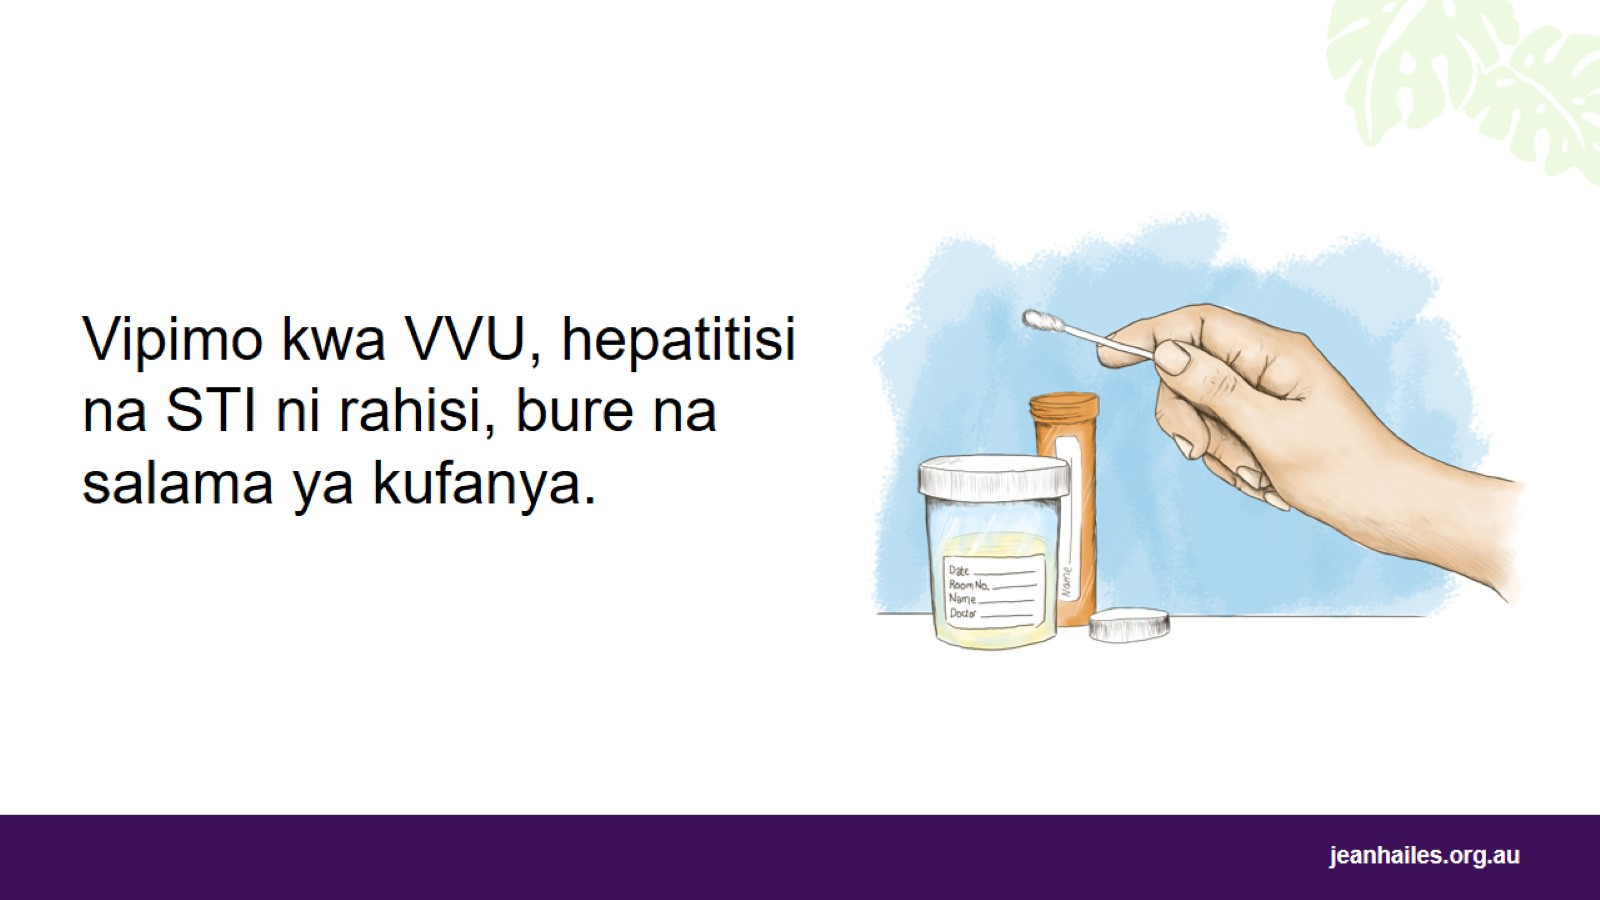 Vipimo kwa VVU, hepatitisi
na STI ni rahisi, bure na
salama ya kufanya.
Date
Room No.
Name
Doctor
Name
jeanhailes.org.au